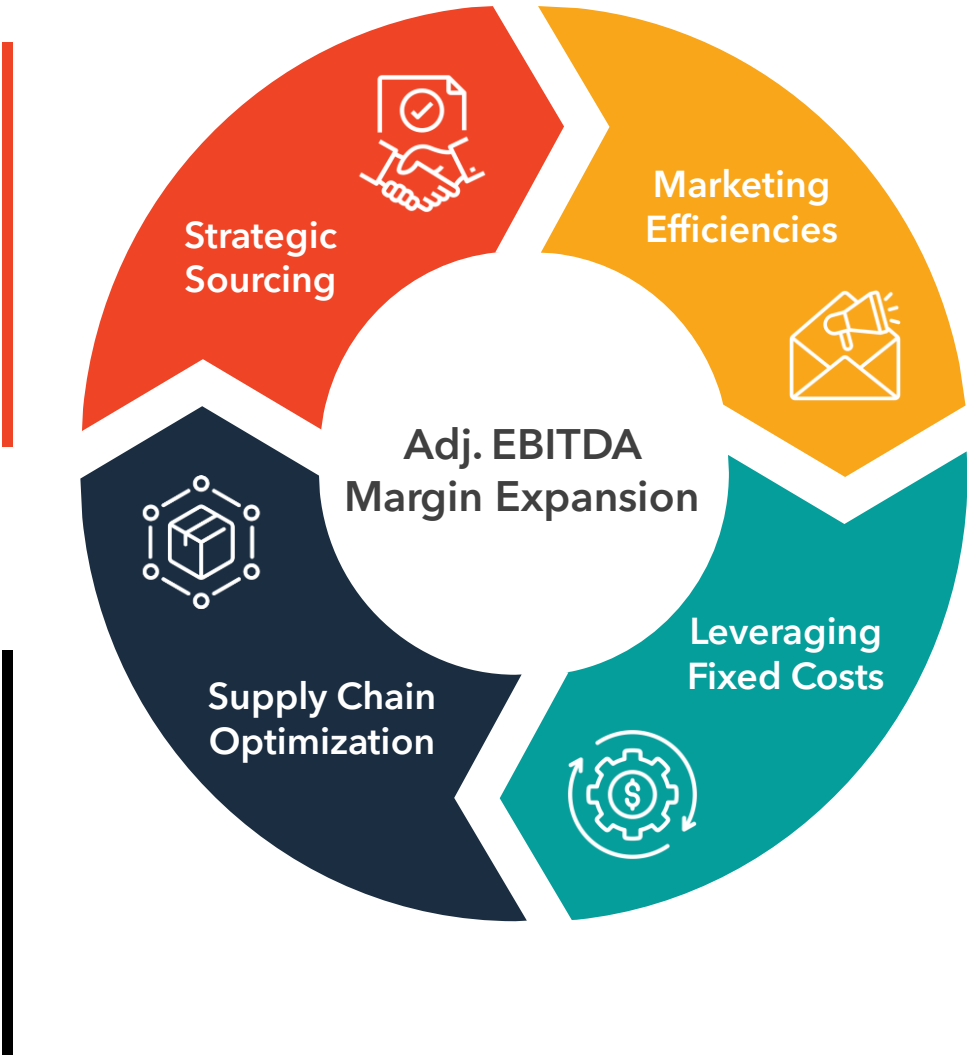 Strategic
Sourcing
Marketing
Efficiencies
Adj. EBITDA
Margin Expansion
Leveraging
Fixed Costs
$
Supply Chain
Optimization